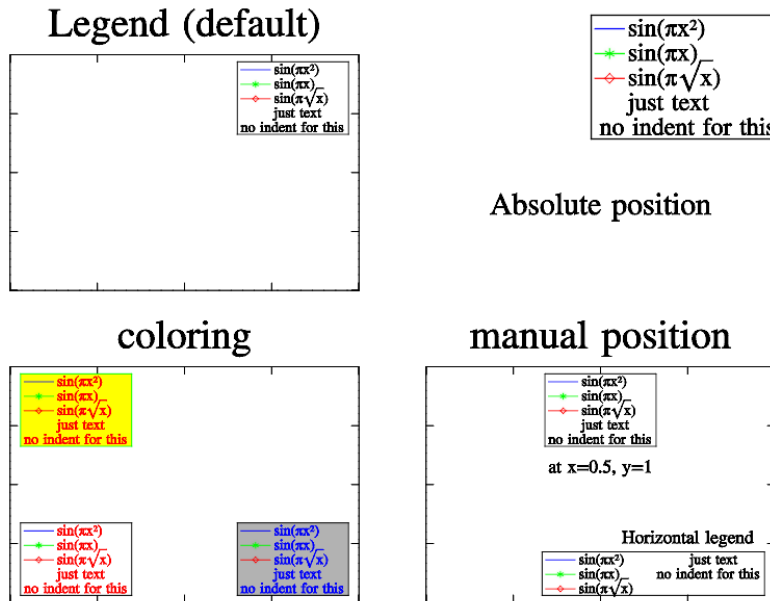 Legend (default)
sin(πx²)
sin(πx)
sin(π√x)
just text
no indent for this
sin(πx²)
sin(πx)
sin(π√x)
just text
no indent for this
Absolute position
coloring
sin(πx²)
sin(πx)
sin(π√x)
just text
no indent for this
sin(πx²)
sin(πx)
sin(π√x)
just text
no indent for this
sin(πx²)
sin(πx)
sin(π√x)
just text
no indent for this
manual position
sin(πx²)
sin(πx)
sin(π√x)
just text
no indent for this
at x=0.5, y=1
Horizontal legend
sin(πx²) just text
sin(πx) no indent for this
sin(π√x)